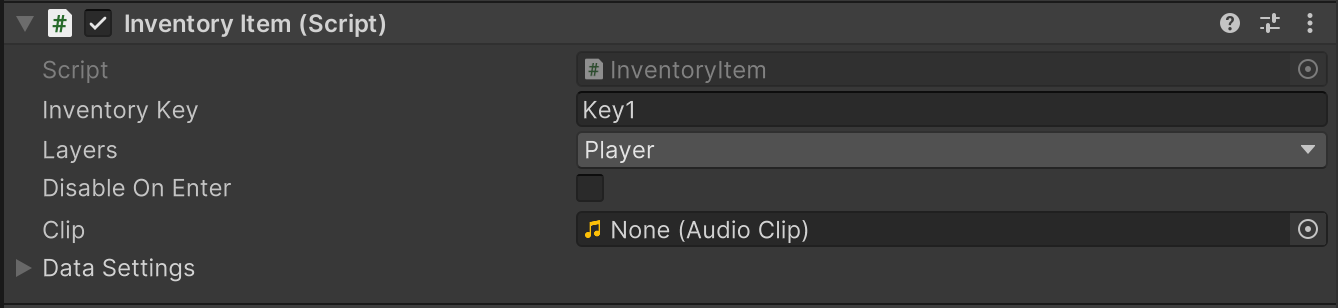 Inventory Item (Script)
Script InventoryItem
Inventory Key Key1
Layers Player
Disable On Enter
Clip None (Audio Clip)
Data Settings